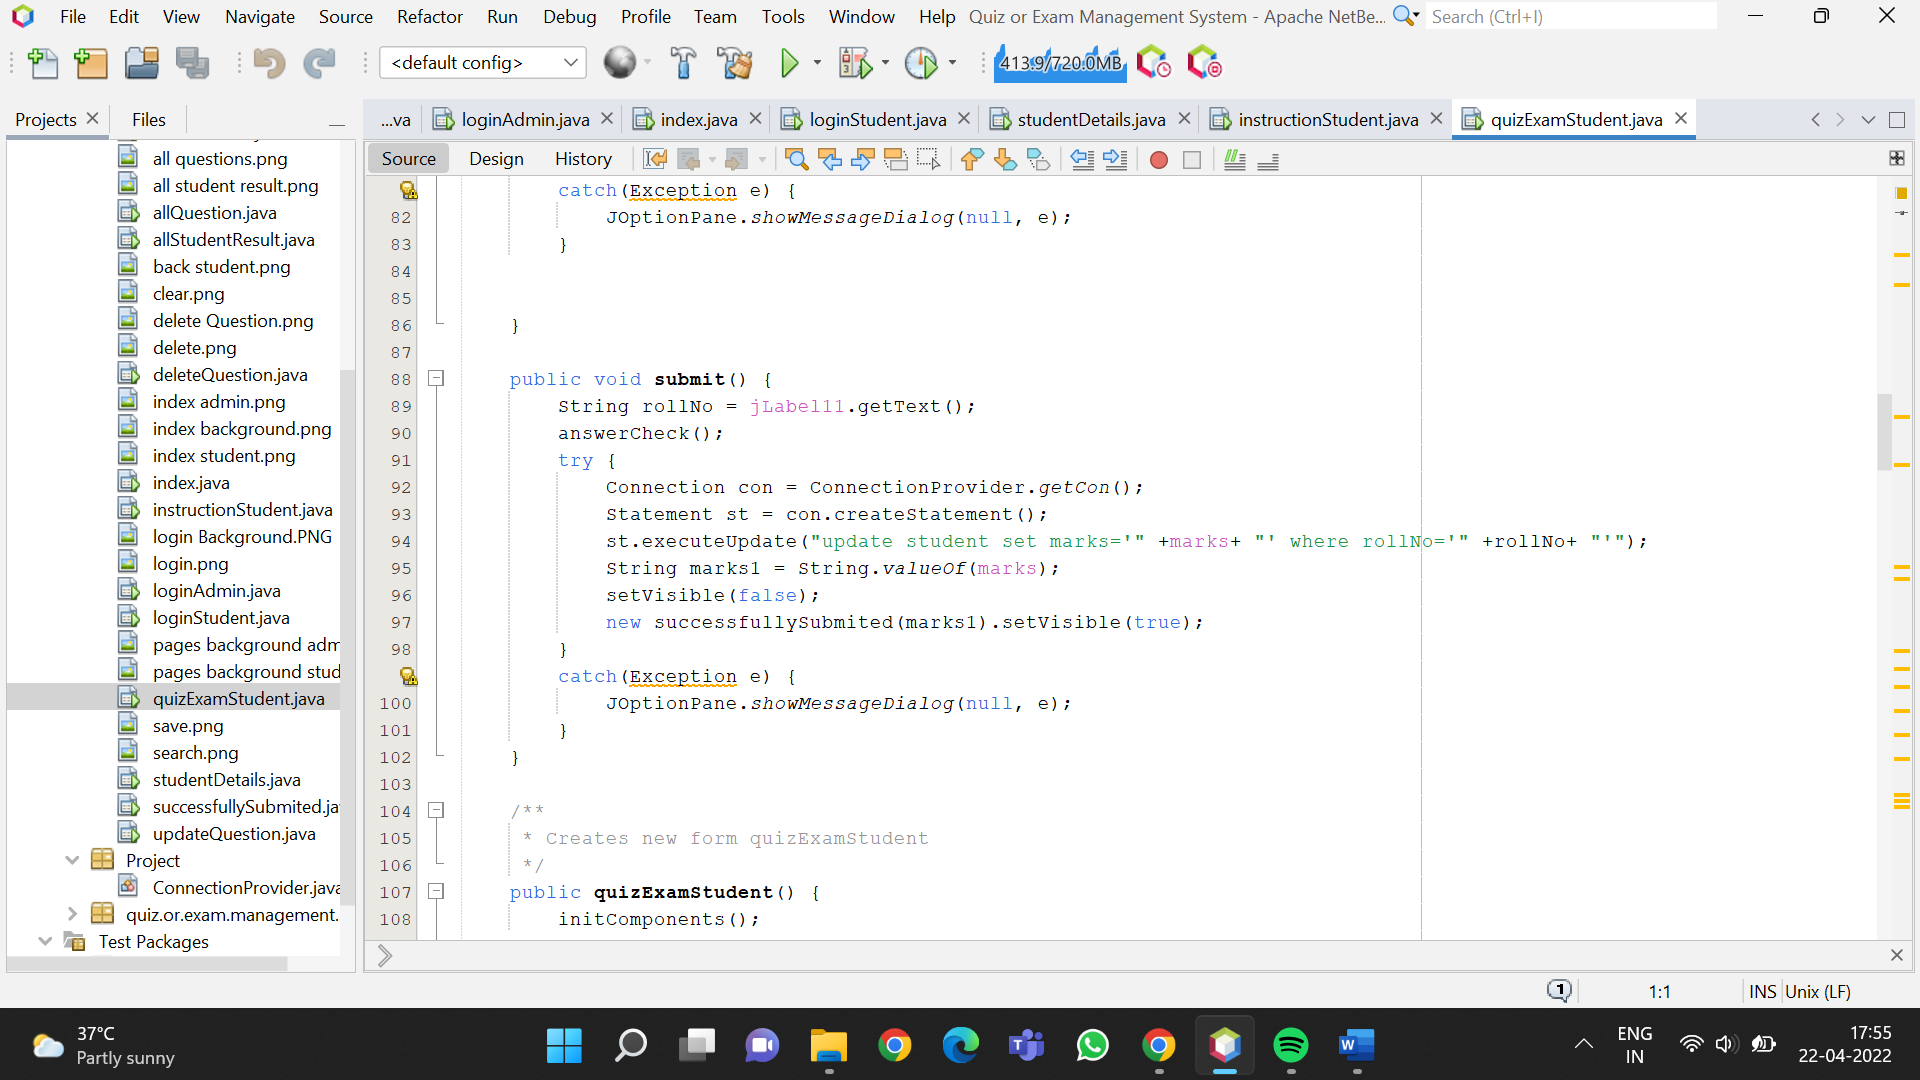 File Edit View Navigate Source Refactor Run Debug Profile Team Tools Window Help Quiz or Exam Management System - Apache NetBe... Search (Ctrl+I)
<default config> 413.9/720.0MB
Projects Files
...va loginAdmin.java index.java loginStudent.java studentDetails.java instructionStudent.java quizExamStudent.java
Source Design History
all questions.png
all student result.png
allQuestion.java
allStudentResult.java
back student.png
clear.png
delete Question.png
delete.png
deleteQuestion.java
index admin.png
index background.png
index student.png
index.java
instructionStudent.java
login Background.PNG
login.png
loginAdmin.java
loginStudent.java
pages background adm
pages background stud
quizExamStudent.java
save.png
search.png
studentDetails.java
successfullySubmited.ja
updateQuestion.java
Project
ConnectionProvider.java
quiz.or.exam.management.
Test Packages
catch(Exception e) {
82 JOptionPane.showMessageDialog(null, e);
83 }
84
85
86 }
87
88 public void submit() {
89 String rollNo = jLabel11.getText();
90 answerCheck();
91 try {
92 Connection con = ConnectionProvider.getCon();
93 Statement st = con.createStatement();
94 st.executeUpdate("update student set marks='" +marks+ "' where rollNo='" +rollNo+ "'");
95 String marks1 = String.valueOf(marks);
96 setVisible(false);
97 new successfullySubmited(marks1).setVisible(true);
98 }
catch(Exception e) {
100 JOptionPane.showMessageDialog(null, e);
101 }
102 }
103
104 /**
105 * Creates new form quizExamStudent
106 */
107 public quizExamStudent() {
108 initComponents();
1 1:1 INS Unix (LF)
37°C
Partly sunny
ENG
IN
17:55
22-04-2022